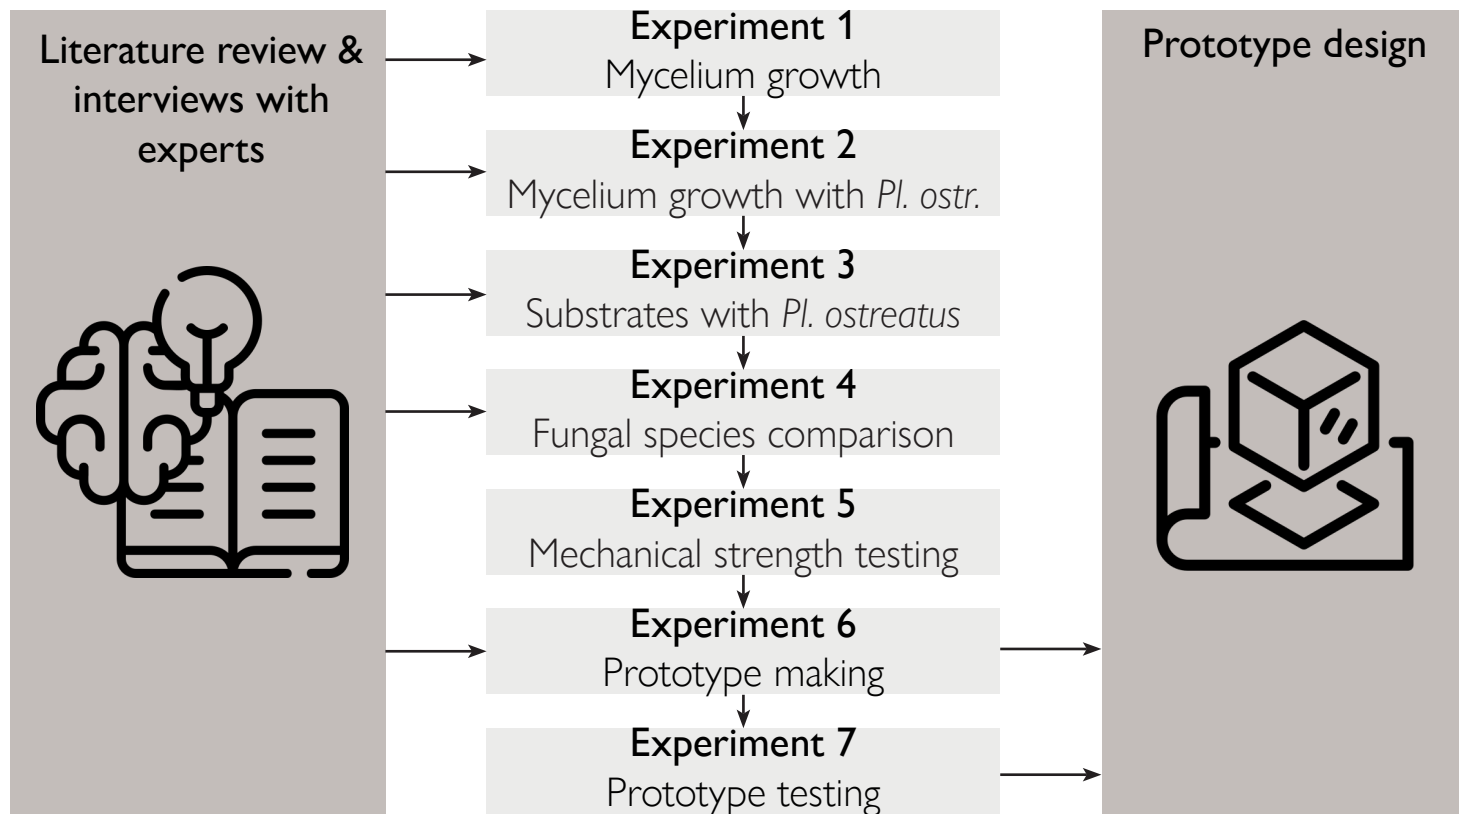 Literature review &
interviews with
experts
Experiment 1
Mycelium growth
Experiment 2
Mycelium growth with Pl. ostr.
Experiment 3
Substrates with Pl. ostreatus
Experiment 4
Fungal species comparison
Experiment 5
Mechanical strength testing
Experiment 6
Prototype making
Experiment 7
Prototype testing
Prototype design